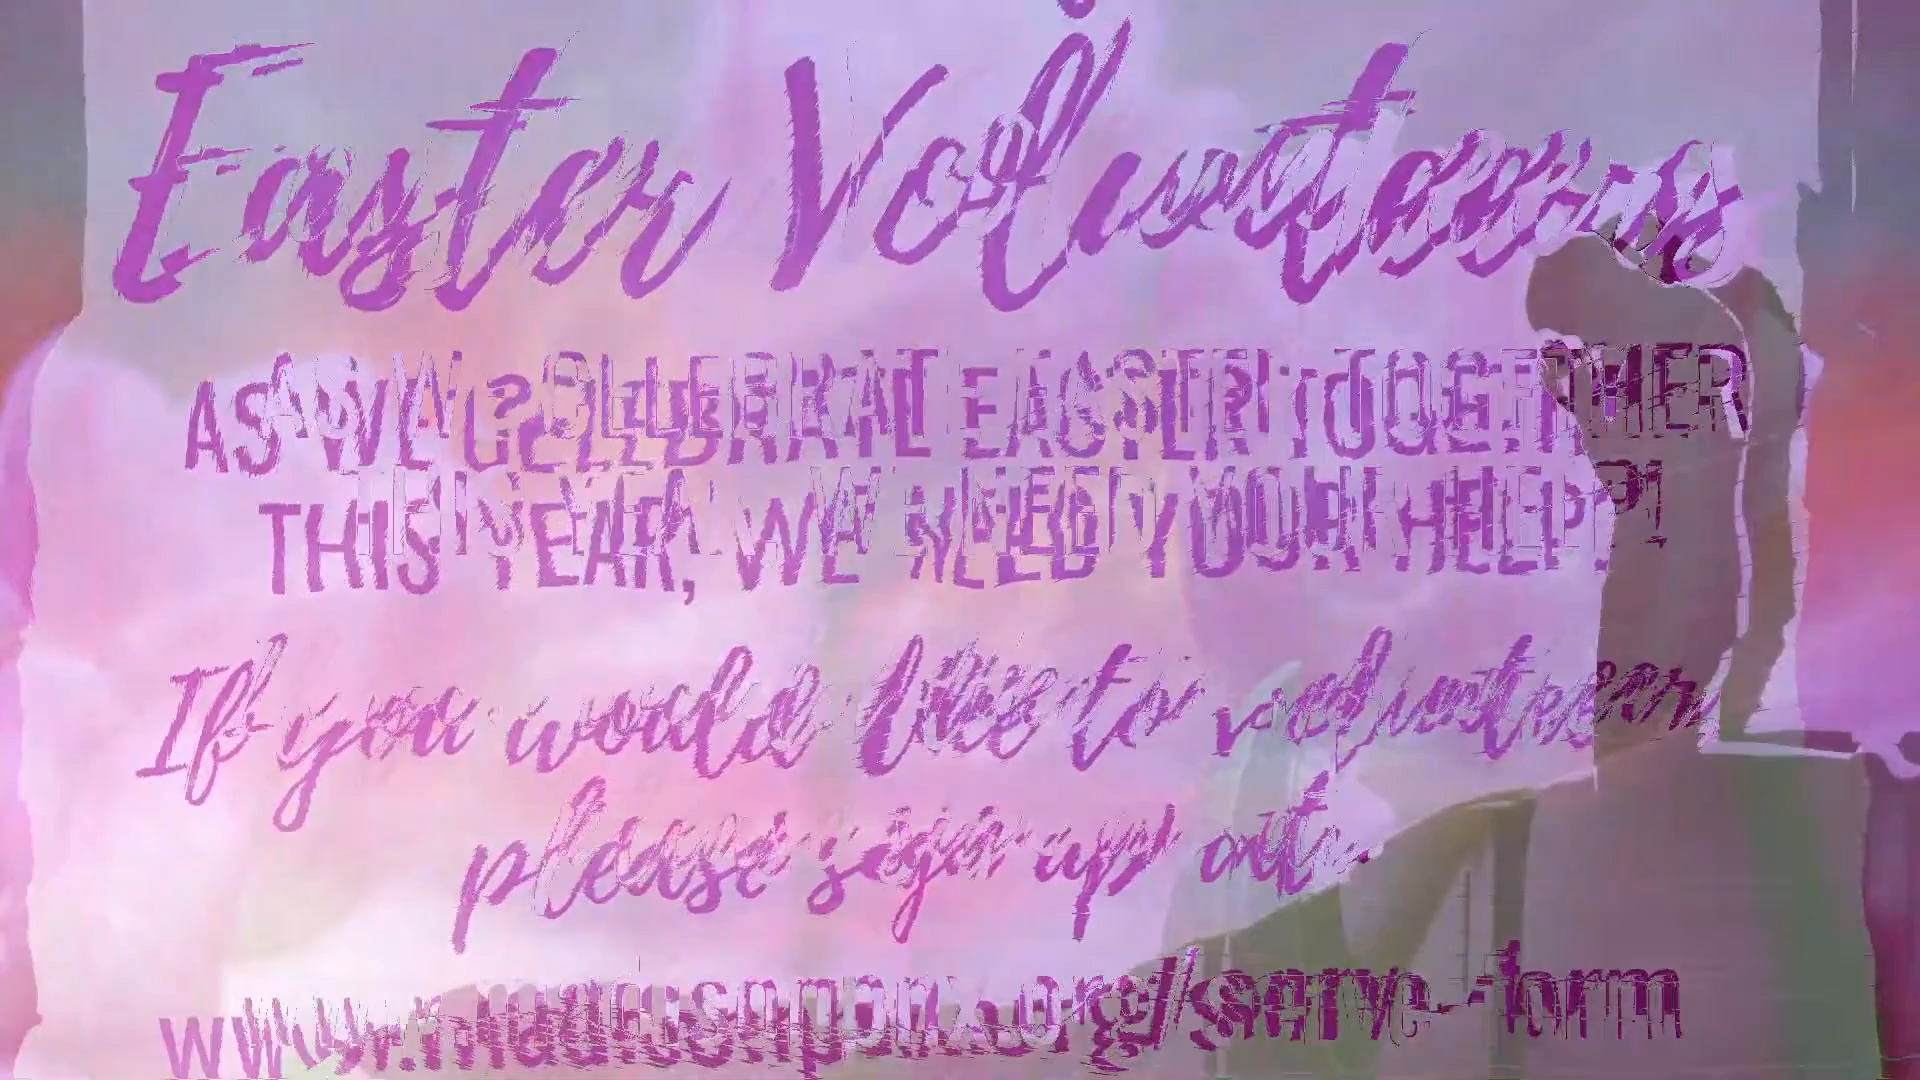 Easter Volunteers
AS WE CELEBRATE EASTER TOGETHER
THIS YEAR, WE NEED YOUR HELP!
If you would like to volunteer,
please sign up at: